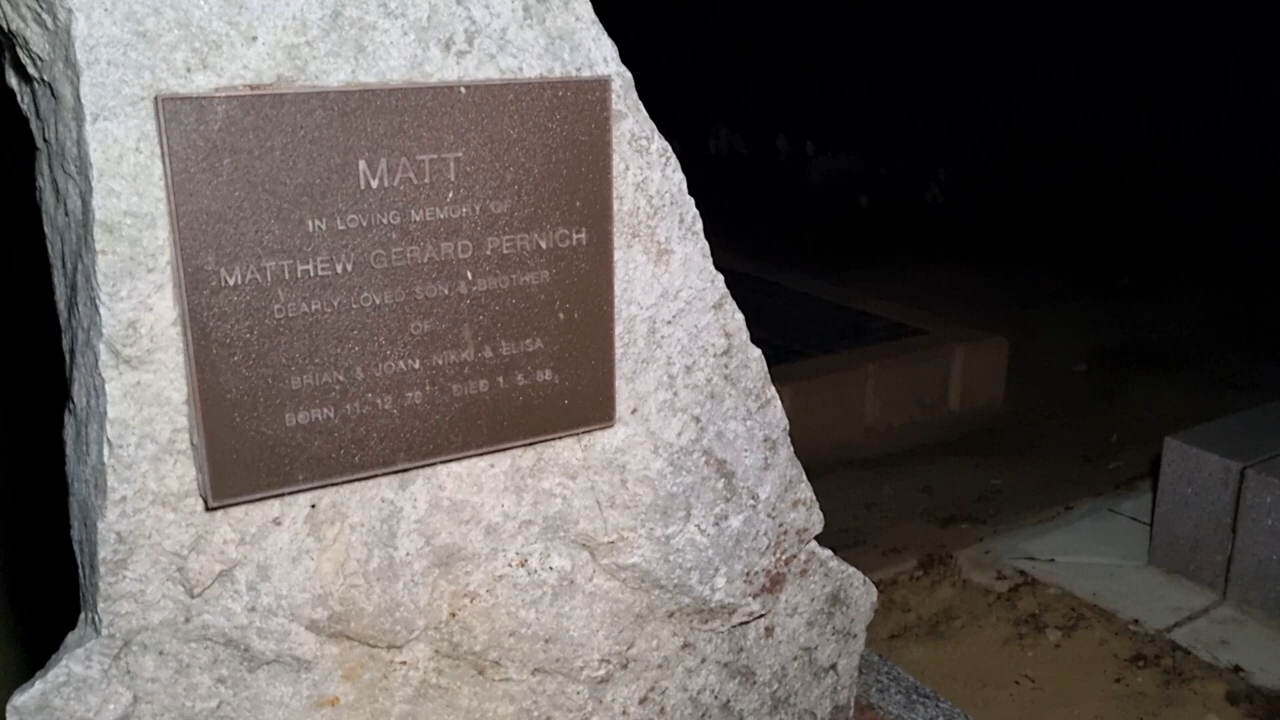 MATT
IN LOVING MEMORY OF
MATTHEW GERARD PERNICH
DEARLY LOVED SON & BROTHER
OF
BRIAN & JOAN, NIKKI & ELISA
BORN 11. 12. 70 DIED 1. 5. 88